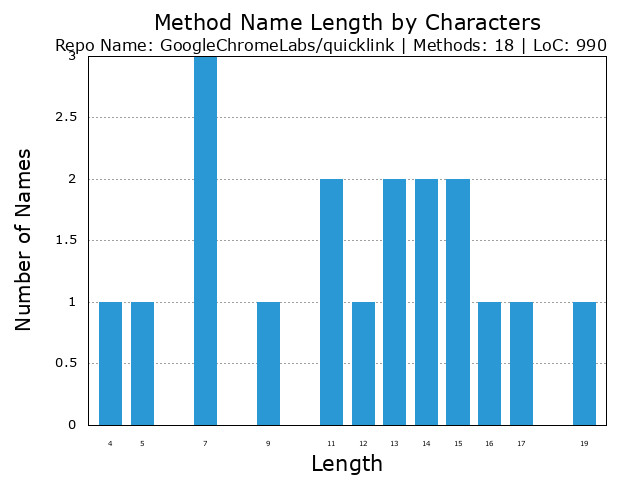 Method Name Length by Characters
Repo Name: GoogleChromeLabs/quicklink | Methods: 18 | LoC: 990
3
2.5
2
1.5
1
0.5
0
Number of Names
4 5 7 9 11 12 13 14 15 16 17 19
Length